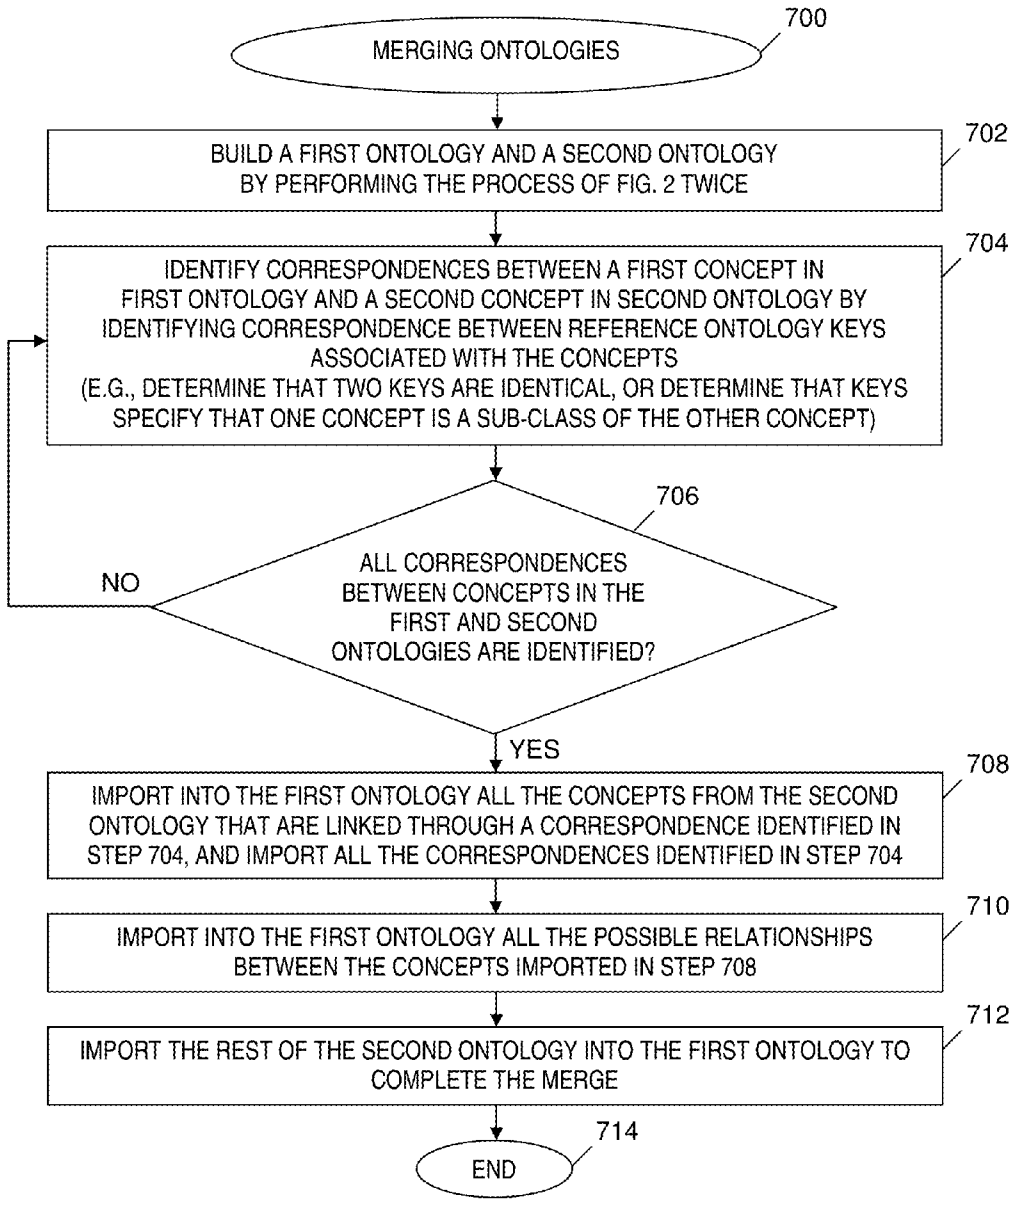 700
MERGING ONTOLOGIES
702
BUILD A FIRST ONTOLOGY AND A SECOND ONTOLOGY
BY PERFORMING THE PROCESS OF FIG. 2 TWICE
704
IDENTIFY CORRESPONDENCES BETWEEN A FIRST CONCEPT IN
FIRST ONTOLOGY AND A SECOND CONCEPT IN SECOND ONTOLOGY BY
IDENTIFYING CORRESPONDENCE BETWEEN REFERENCE ONTOLOGY KEYS
ASSOCIATED WITH THE CONCEPTS
(E.G., DETERMINE THAT TWO KEYS ARE IDENTICAL, OR DETERMINE THAT KEYS
SPECIFY THAT ONE CONCEPT IS A SUB-CLASS OF THE OTHER CONCEPT)
706
ALL CORRESPONDENCES
BETWEEN CONCEPTS IN THE
FIRST AND SECOND
ONTOLOGIES ARE IDENTIFIED?
NO
YES
708
IMPORT INTO THE FIRST ONTOLOGY ALL THE CONCEPTS FROM THE SECOND
ONTOLOGY THAT ARE LINKED THROUGH A CORRESPONDENCE IDENTIFIED IN
STEP 704, AND IMPORT ALL THE CORRESPONDENCES IDENTIFIED IN STEP 704
710
IMPORT INTO THE FIRST ONTOLOGY ALL THE POSSIBLE RELATIONSHIPS
BETWEEN THE CONCEPTS IMPORTED IN STEP 708
712
IMPORT THE REST OF THE SECOND ONTOLOGY INTO THE FIRST ONTOLOGY TO
COMPLETE THE MERGE
714
END